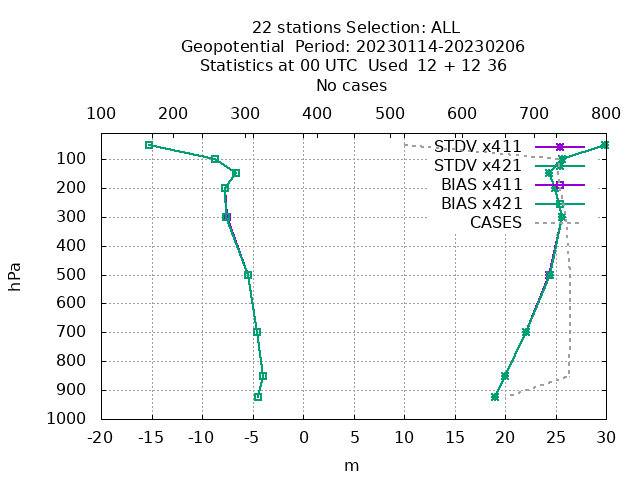 22 stations Selection: ALL
Geopotential  Period: 20230114-20230206
Statistics at 00 UTC  Used  12 + 12 36
No cases
100 200 300 400 500 600 700 800
STDV x411
STDV x421
BIAS x411
BIAS x421
CASES
hPa
100
200
300
400
500
600
700
800
900
1000
-20 -15 -10 -5 0 5 10 15 20 25 30
m